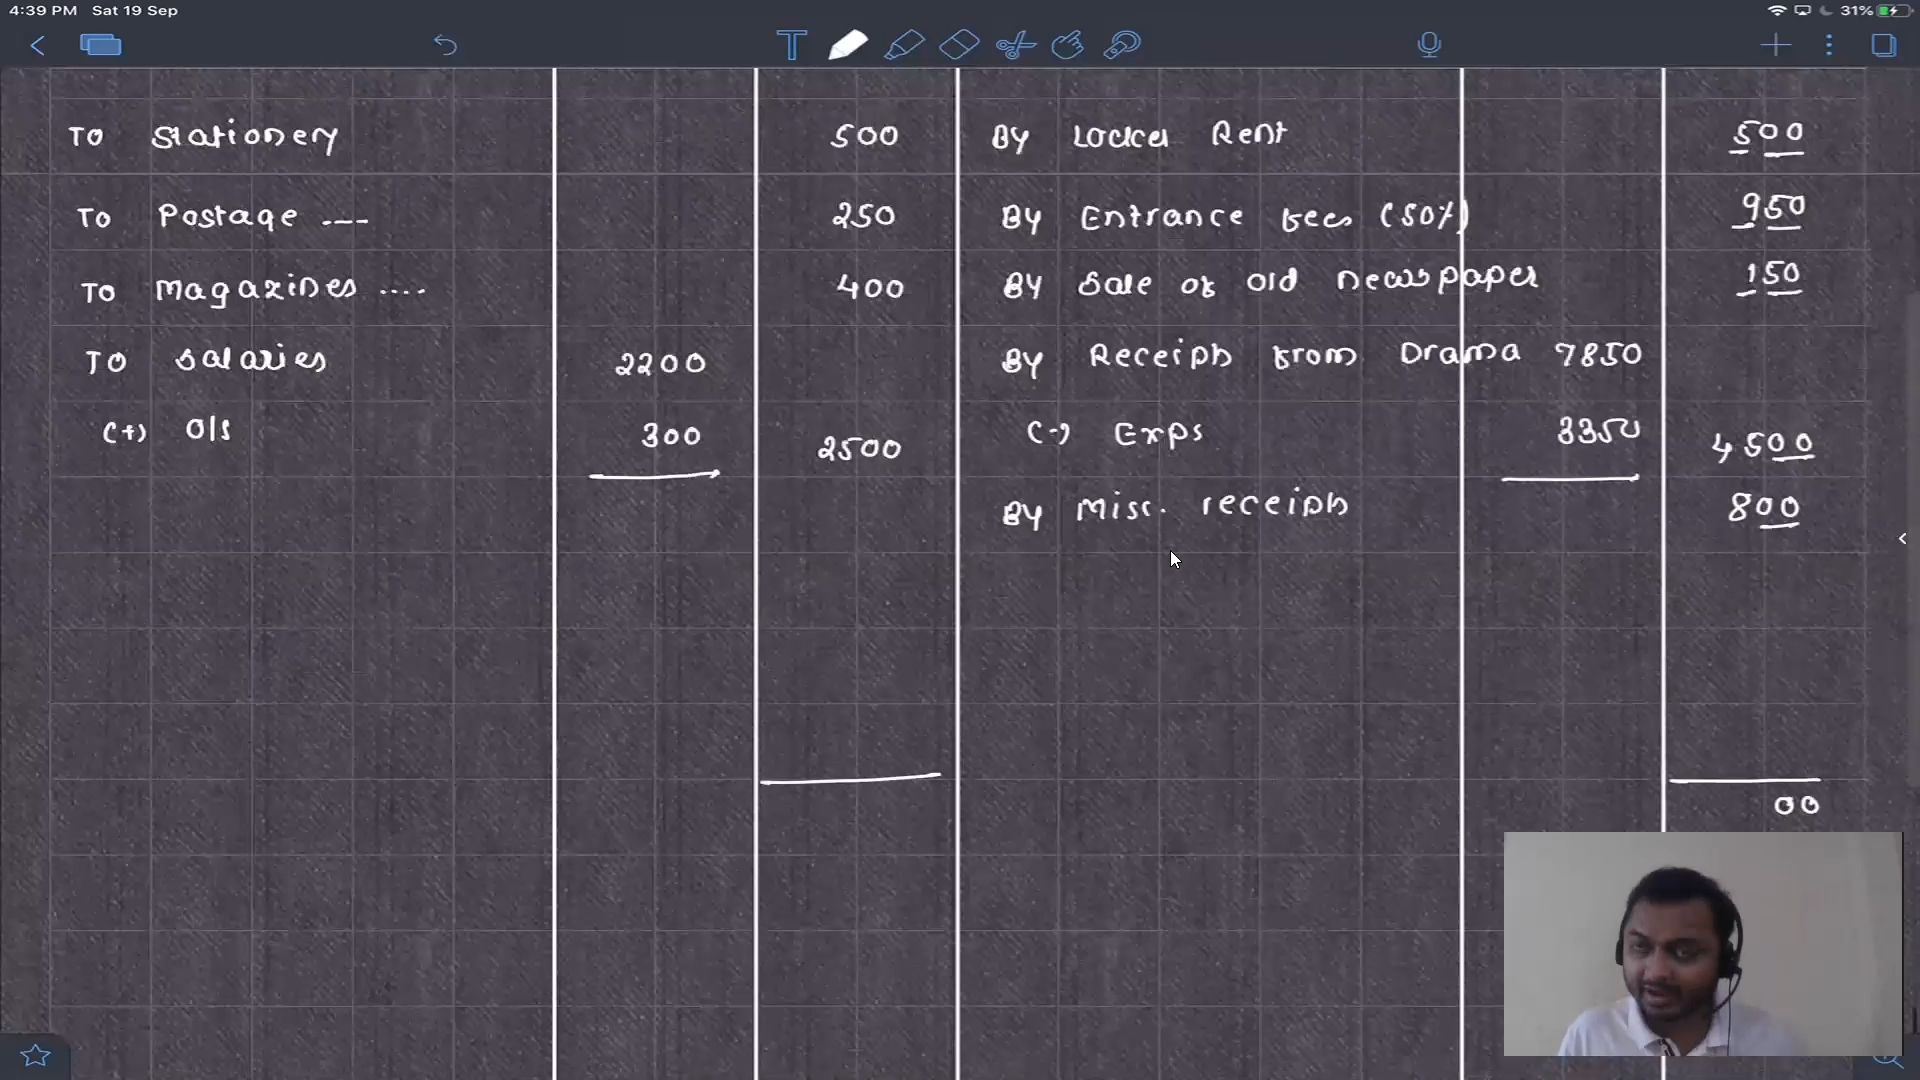 4:39 PM Sat 19 Sep
31%
T
To Stationery 500 By Locker Rent 500
To Postage --- 250 By Entrance fees (50%) 950
To Magazines .... 400 By Sale of old newspaper 150
To Salaries 2200 By Receipts from Drama 7850
(+) O/s 300 2500 (-) Exps 3350 4500
By Misc. receipts 800
00